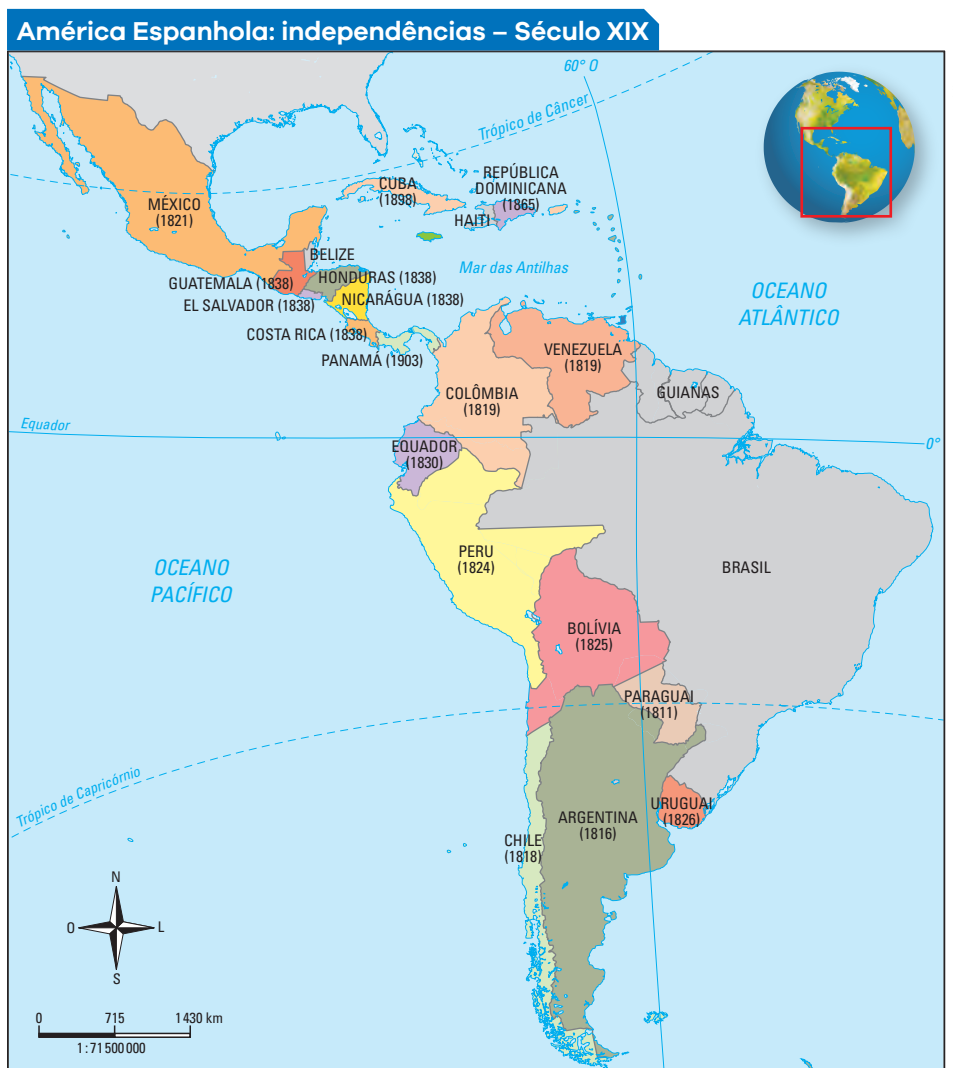 América Espanhola: independências – Século XIX
60° O
Trópico de Câncer
MÉXICO
(1821)
CUBA
(1898)
REPÚBLICA
DOMINICANA
(1865)
HAITI
BELIZE
GUATEMALA (1838)
HONDURAS (1838)
EL SALVADOR (1838)
NICARÁGUA (1838)
COSTA RICA (1838)
PANAMÁ (1903)
Mar das Antilhas
OCEANO
ATLÂNTICO
VENEZUELA
(1819)
COLÔMBIA
(1819)
GUIANAS
Equador
0°
EQUADOR
(1830)
PERU
(1824)
OCEANO
PACÍFICO
BRASIL
BOLÍVIA
(1825)
PARAGUAI
(1811)
Trópico de Capricórnio
URUGUAI
(1826)
ARGENTINA
(1816)
CHILE
(1818)
N
O
L
S
0 715 1 430 km
1 : 71 500 000